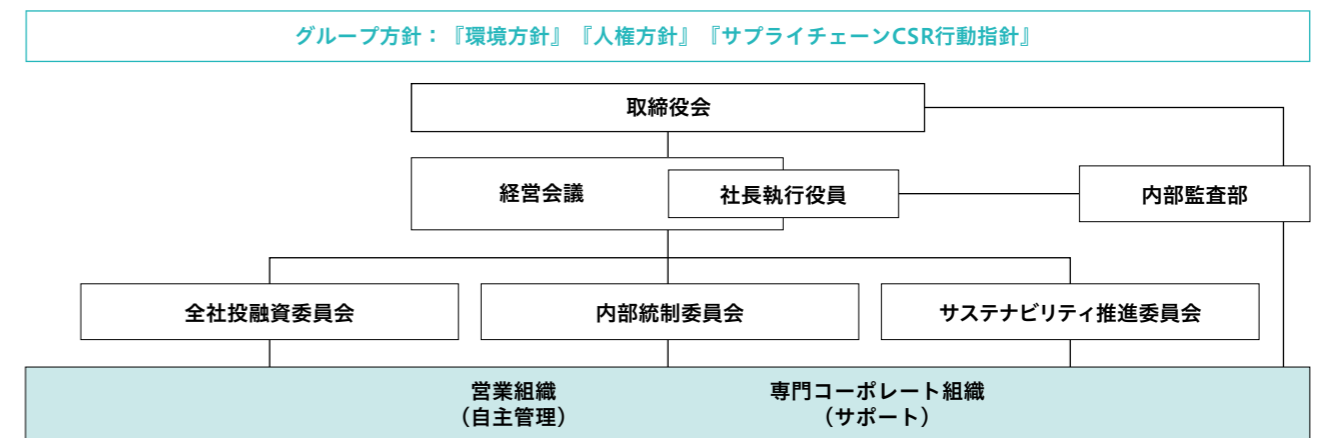 グループ方針：『環境方針』『人権方針』『サプライチェーンCSR行動指針』
取締役会
経営会議
社長執行役員
内部監査部
全社投融資委員会
内部統制委員会
サステナビリティ推進委員会
営業組織
（自主管理）
専門コーポレート組織
（サポート）